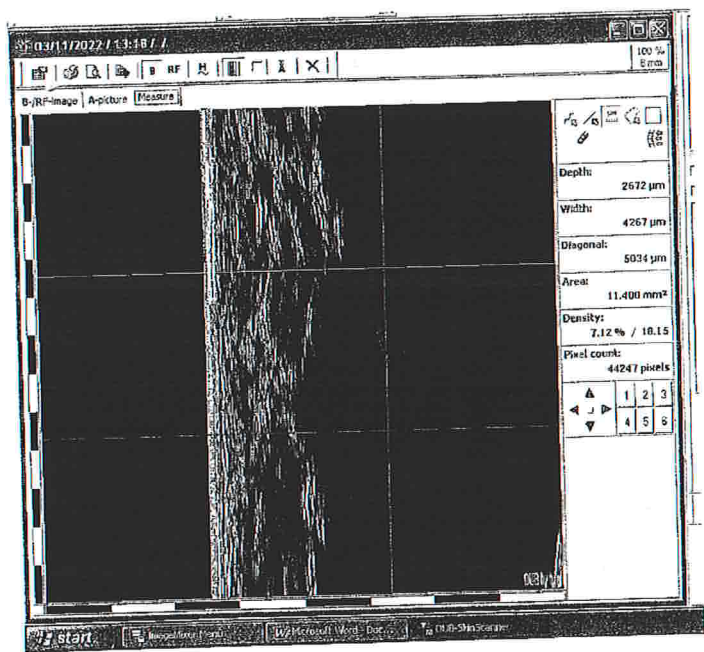 03/11/2022 / 13:18 / /
100 %
8 mm
B RF H
B-/RF-Image A-picture Measure
Depth:
2672 µm
Width:
4267 µm
Diagonal:
5034 µm
Area:
11.400 mm²
Density:
7.12 % / 18.15
Pixel count:
44247 pixels
1 2 3
4 5 6
start ImageMixer Menu Microsoft Word - Doc... DUB-SkinScanner